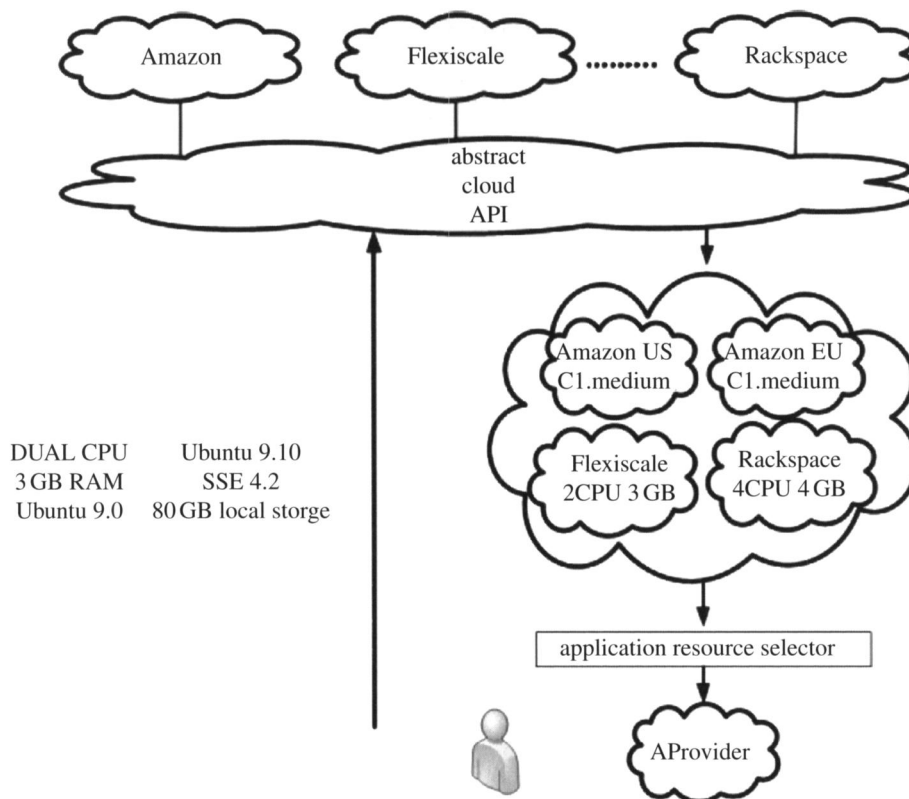 Amazon
Flexiscale
Rackspace
abstract
cloud
API
Amazon US
C1.medium
Amazon EU
C1.medium
DUAL CPU
3 GB RAM
Ubuntu 9.0
Ubuntu 9.10
SSE 4.2
80 GB local storge
Flexiscale
2CPU 3 GB
Rackspace
4CPU 4 GB
application resource selector
AProvider